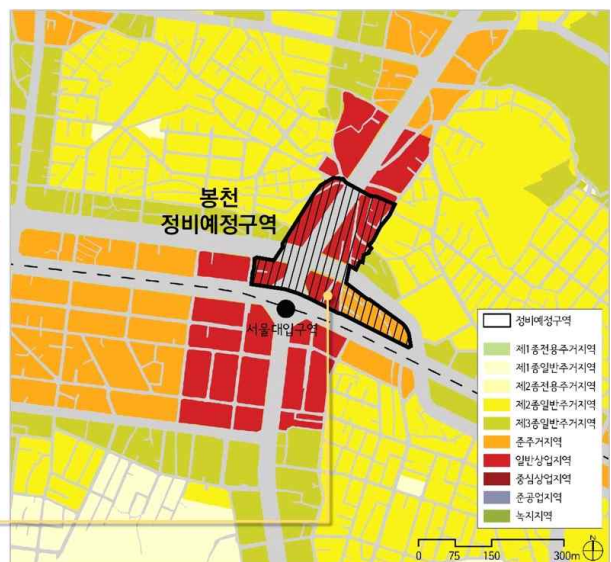 봉천
정비예정구역
서울대입구역
정비예정구역
제1종전용주거지역
제1종일반주거지역
제2종전용주거지역
제2종일반주거지역
제3종일반주거지역
준주거지역
일반상업지역
중심상업지역
준공업지역
녹지지역
0 75 150 300m
N